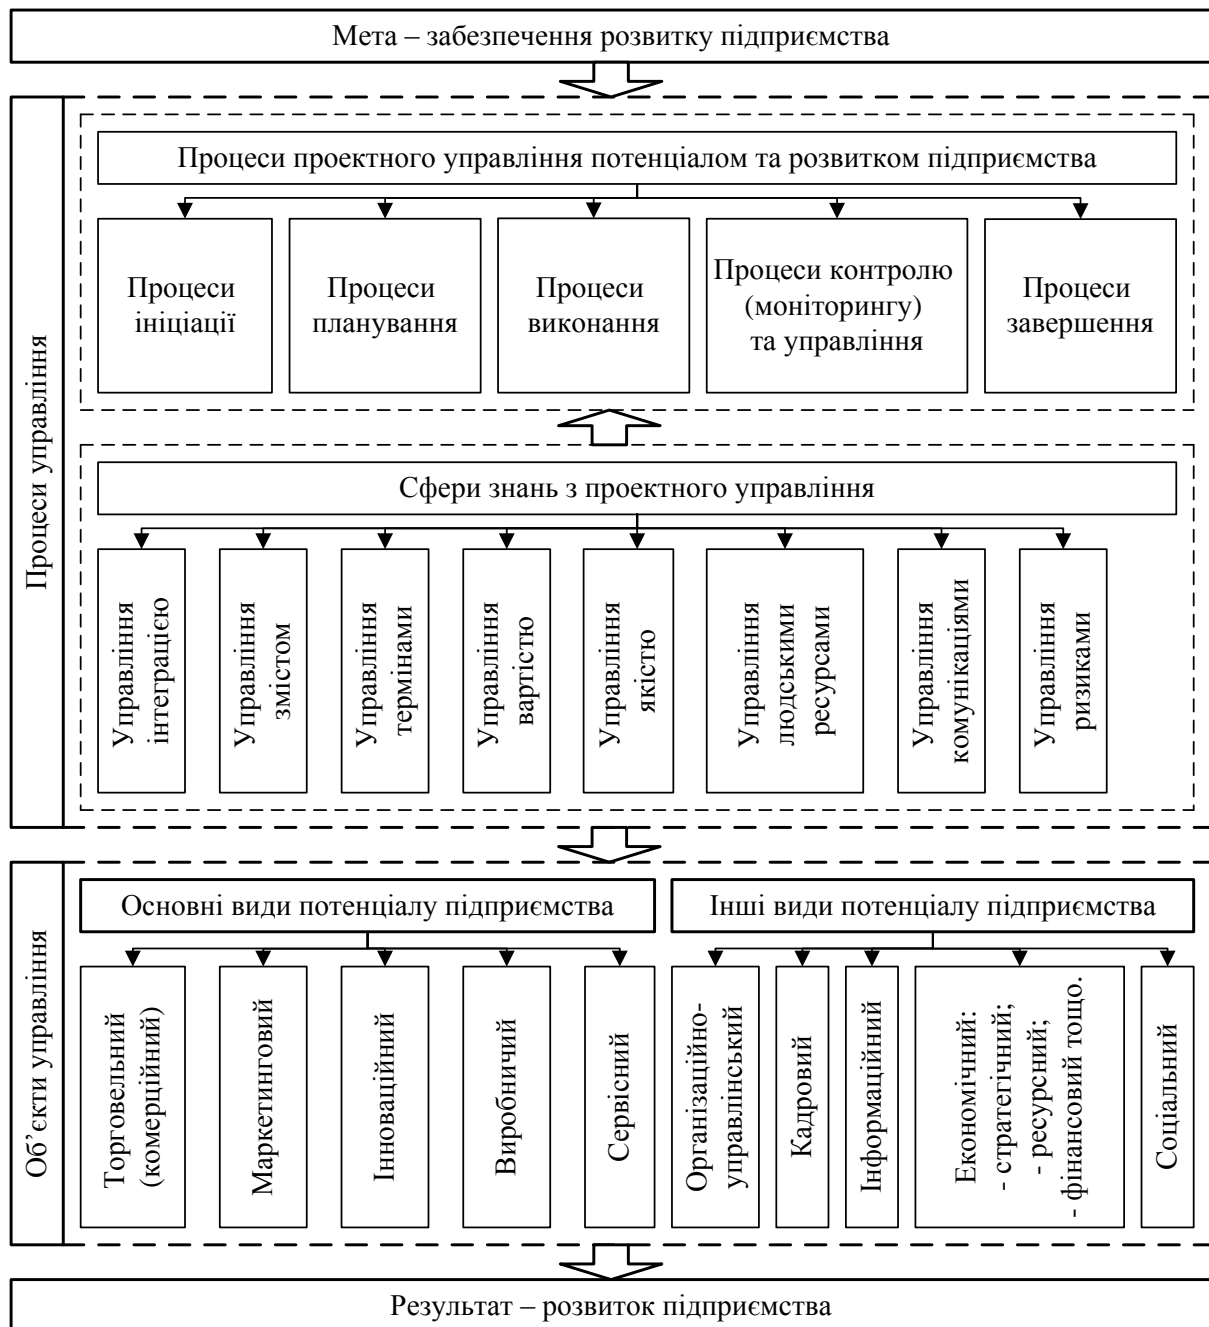 Мета – забезпечення розвитку підприємства
Процеси управління
Процеси проектного управління потенціалом та розвитком підприємства
Процеси
ініціації
Процеси
планування
Процеси
виконання
Процеси контролю
(моніторингу)
та управління
Процеси
завершення
Сфери знань з проектного управління
Управління
інтеграцією
Управління
змістом
Управління
термінами
Управління
вартістю
Управління
якістю
Управління
людськими
ресурсами
Управління
комунікаціями
Управління
ризиками
Об’єкти управління
Основні види потенціалу підприємства
Торговельний
(комерційний)
Маркетинговий
Інноваційний
Виробничий
Сервісний
Інші види потенціалу підприємства
Організаційно-
управлінський
Кадровий
Інформаційний
Економічний:
- стратегічний;
- ресурсний;
- фінансовий тощо.
Соціальний
Результат – розвиток підприємства